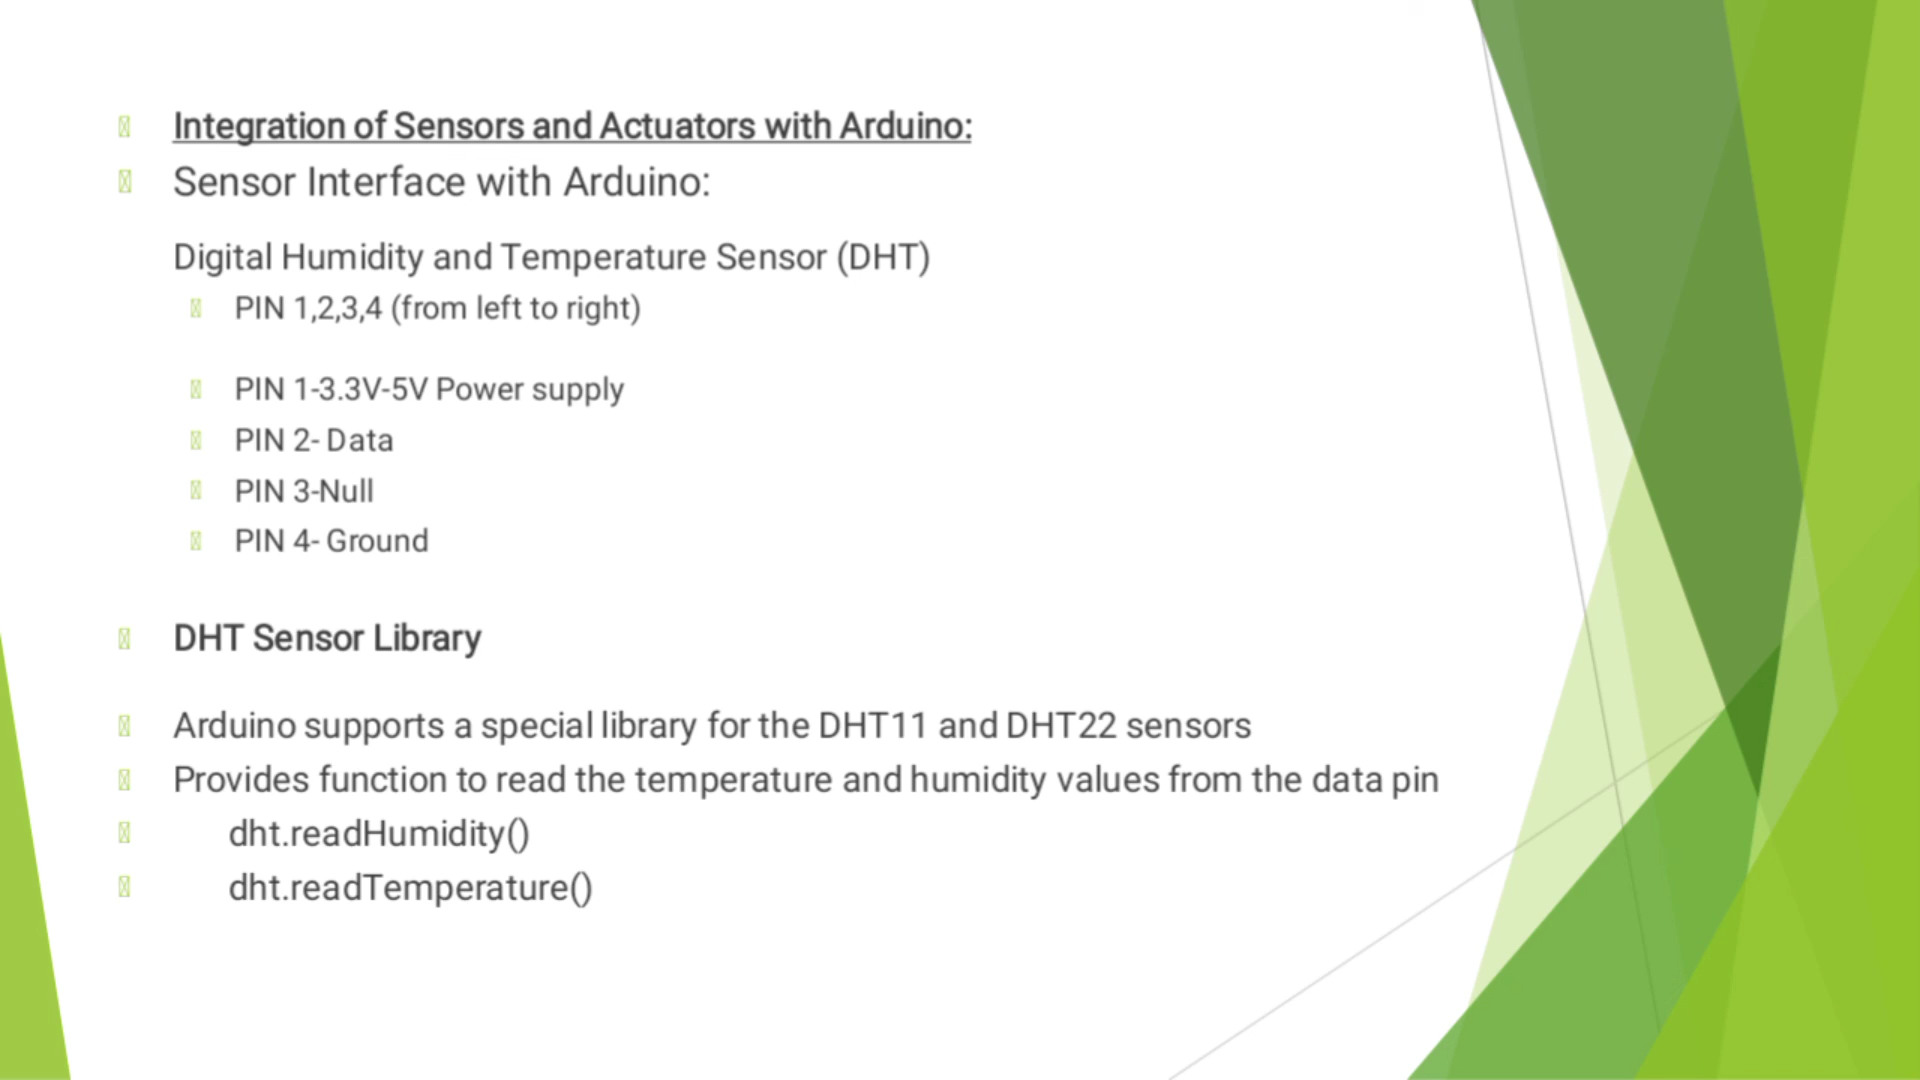 Integration of Sensors and Actuators with Arduino:
Sensor Interface with Arduino:
Digital Humidity and Temperature Sensor (DHT)
PIN 1,2,3,4 (from left to right)
PIN 1-3.3V-5V Power supply
PIN 2- Data
PIN 3-Null
PIN 4- Ground
DHT Sensor Library
Arduino supports a special library for the DHT11 and DHT22 sensors
Provides function to read the temperature and humidity values from the data pin
dht.readHumidity()
dht.readTemperature()